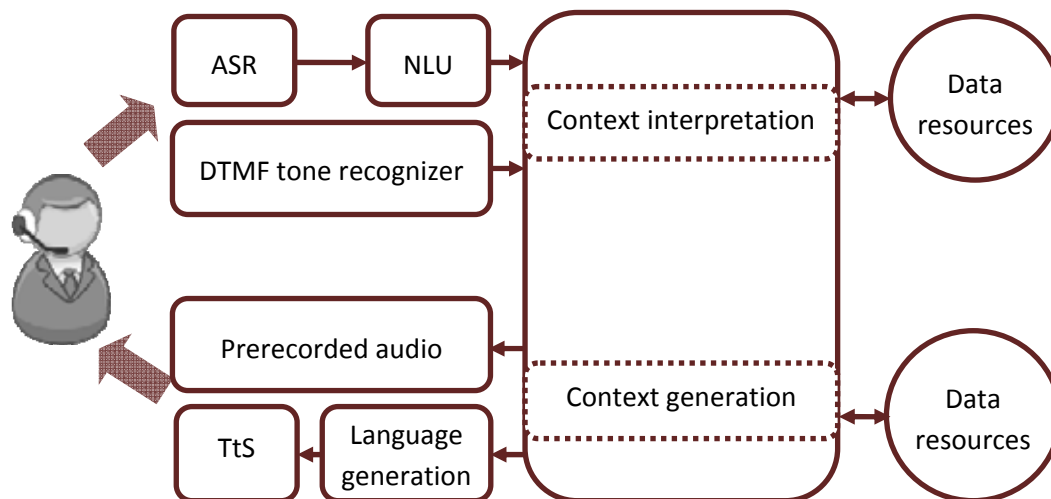 ASR
NLU
DTMF tone recognizer
Context interpretation
Data
resources
Prerecorded audio
TtS
Language
generation
Context generation
Data
resources